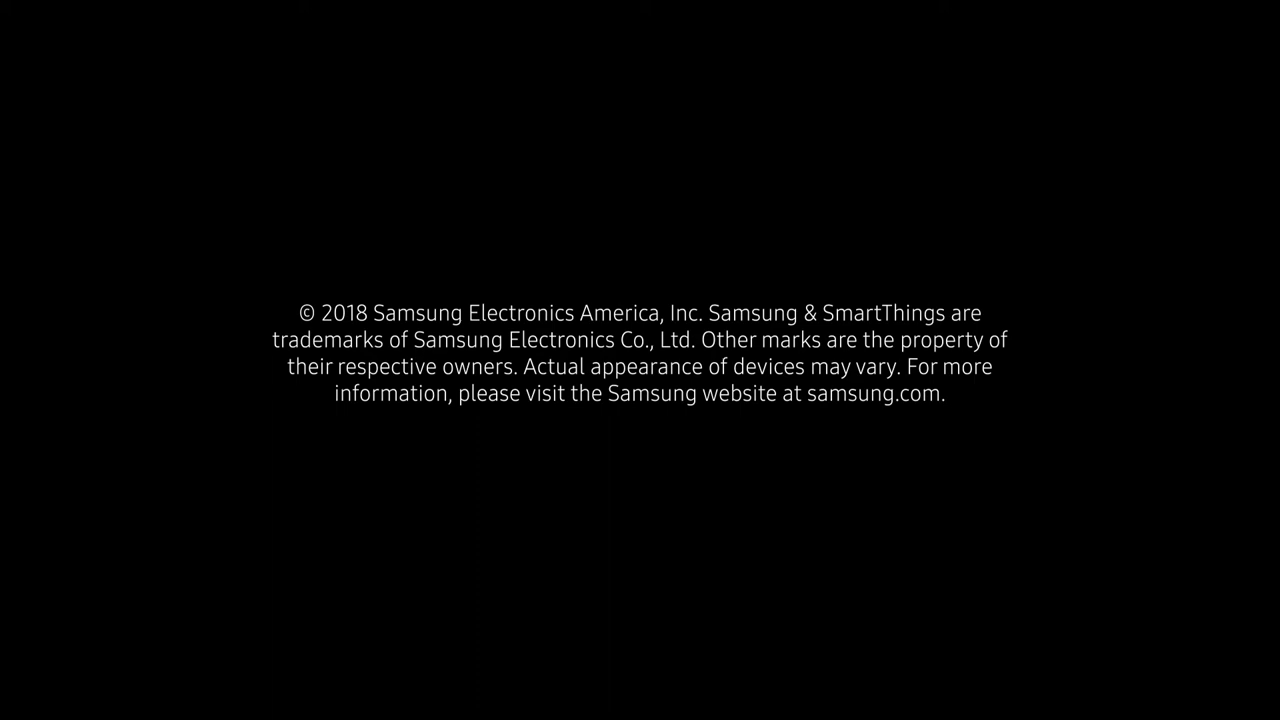 © 2018 Samsung Electronics America, Inc. Samsung & SmartThings are
trademarks of Samsung Electronics Co., Ltd. Other marks are the property of
their respective owners. Actual appearance of devices may vary. For more
information, please visit the Samsung website at samsung.com.